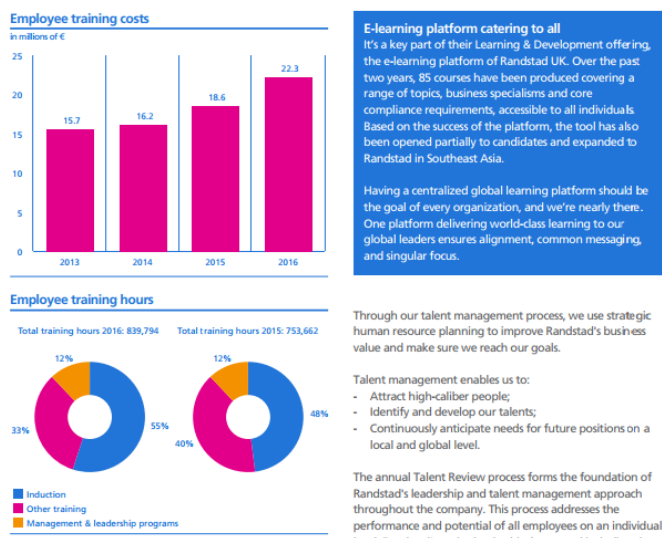 Employee training costs
in millions of €
25
20
15
10
5
0
15.7
16.2
18.6
22.3
2013
2014
2015
2016
Employee training hours
Total training hours 2016: 839,794
Total training hours 2015: 753,662
12%
33%
55%
12%
40%
48%
Induction
Other training
Management & leadership programs
E-learning platform catering to all
It's a key part of their Learning & Development offering,
the e-learning platform of Randstad UK. Over the past
two years, 85 courses have been produced covering a
range of topics, business specialisms and core
compliance requirements, accessible to all individuals.
Based on the success of the platform, the tool has also
been opened partially to candidates and expanded to
Randstad in Southeast Asia.
Having a centralized global learning platform should be
the goal of every organization, and we're nearly there.
One platform delivering world-class learning to our
global leaders ensures alignment, common messaging,
and singular focus.
Through our talent management process, we use strategic
human resource planning to improve Randstad's business
value and make sure we reach our goals.
Talent management enables us to:
- Attract high-caliber people;
- Identify and develop our talents;
- Continuously anticipate needs for future positions on a
local and global level.
The annual Talent Review process forms the foundation of
Randstad's leadership and talent management approach
throughout the company. This process addresses the
performance and potential of all employees on an individual